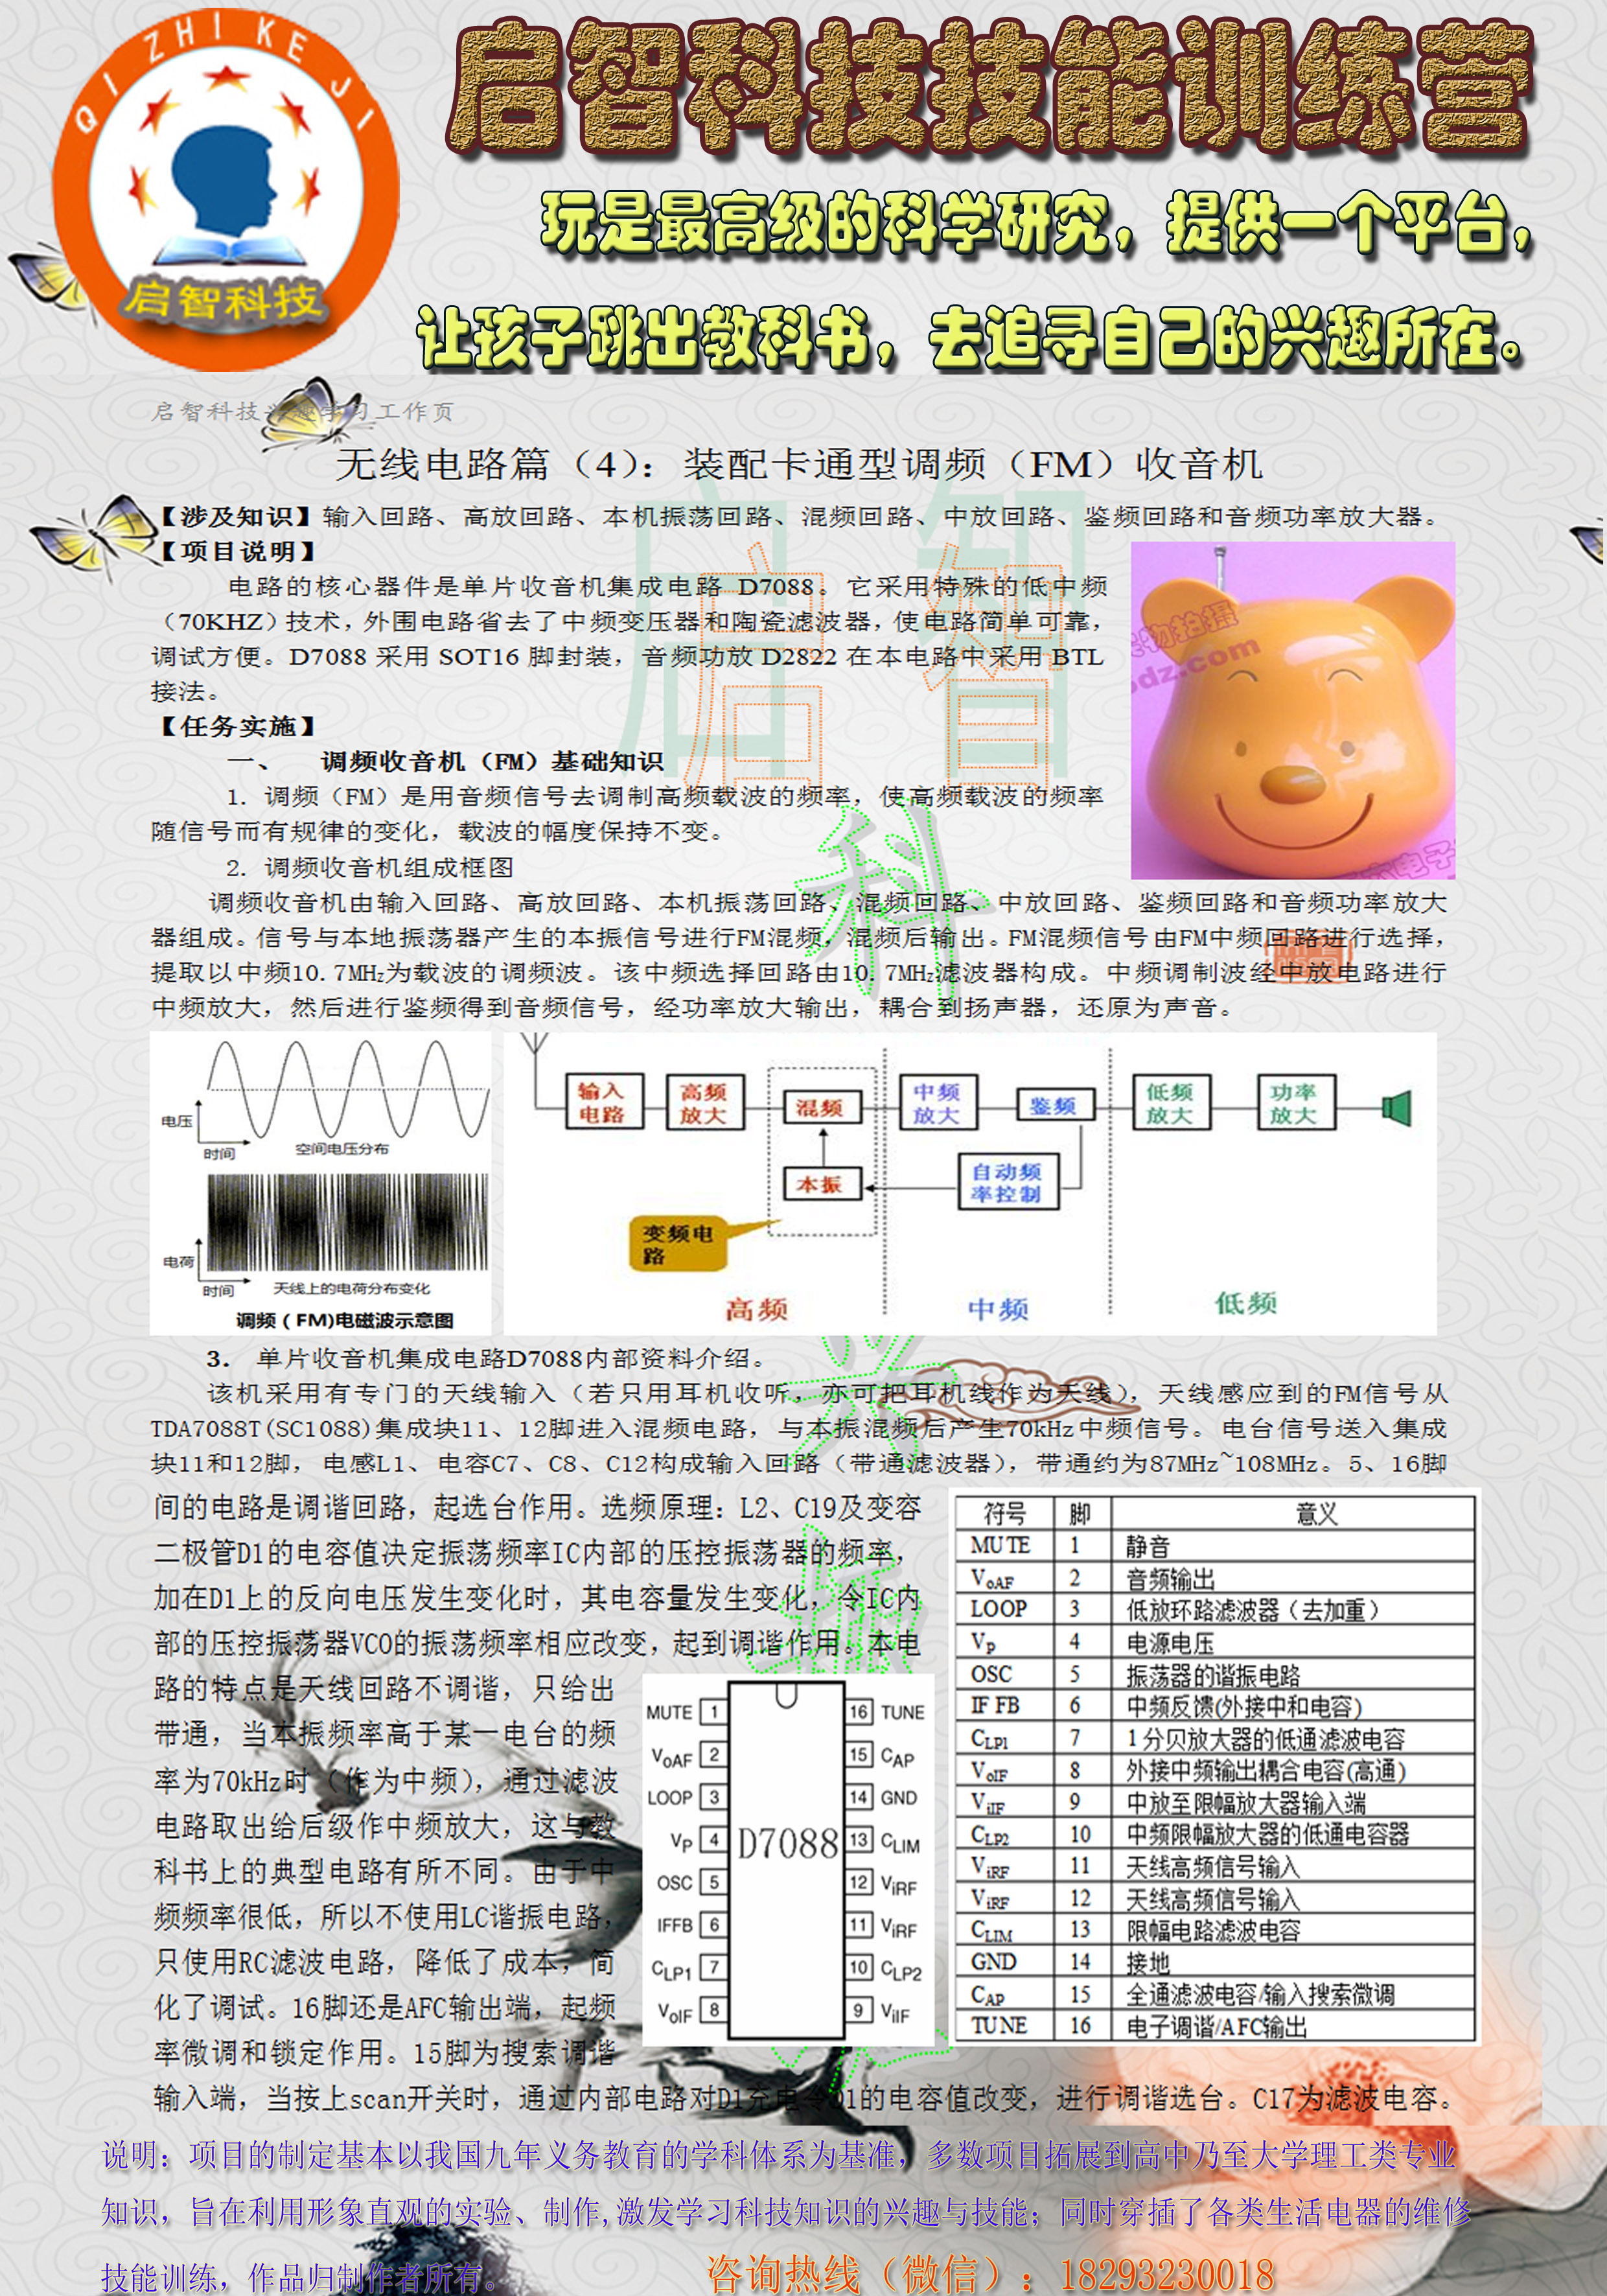 QI ZHI KE JI
启智科技
启智科技技能训练营
玩是最高级的科学研究，提供一个平台，
让孩子跳出教科书，去追寻自己的兴趣所在。
启智科技兴趣学习工作页
无线电路篇（4）：装配卡通型调频（FM）收音机
【涉及知识】输入回路、高放回路、本机振荡回路、混频回路、中放回路、鉴频回路和音频功率放大器。
【项目说明】
电路的核心器件是单片收音机集成电路 D7088。它采用特殊的低中频
（70KHZ）技术，外围电路省去了中频变压器和陶瓷滤波器，使电路简单可靠，
调试方便。D7088 采用 SOT16 脚封装，音频功放 D2822 在本电路中采用 BTL
接法。
【任务实施】
一、 调频收音机（FM）基础知识
1. 调频（FM）是用音频信号去调制高频载波的频率，使高频载波的频率
随信号而有规律的变化，载波的幅度保持不变。
2. 调频收音机组成框图
调频收音机由输入回路、高放回路、本机振荡回路、混频回路、中放回路、鉴频回路和音频功率放大
器组成。信号与本地振荡器产生的本振信号进行FM混频，混频后输出。FM混频信号由FM中频回路进行选择，
提取以中频10.7MHz为载波的调频波。该中频选择回路由10.7MHz滤波器构成。中频调制波经中放电路进行
中频放大，然后进行鉴频得到音频信号，经功率放大输出，耦合到扬声器，还原为声音。
电压
时间
空间电压分布
电荷
时间
天线上的电荷分布变化
调频（FM)电磁波示意图
输入
电路
高频
放大
混频
本振
变频电
路
中频
放大
鉴频
自动频
率控制
低频
放大
功率
放大
高频
中频
低频
3. 单片收音机集成电路D7088内部资料介绍。
该机采用有专门的天线输入（若只用耳机收听，亦可把耳机线作为天线），天线感应到的FM信号从
TDA7088T(SC1088)集成块11、12脚进入混频电路，与本振混频后产生70kHz中频信号。电台信号送入集成
块11和12脚，电感L1、电容C7、C8、C12构成输入回路（带通滤波器），带通约为87MHz~108MHz。5、16脚
间的电路是调谐回路，起选台作用。选频原理：L2、C19及变容
二极管D1的电容值决定振荡频率IC内部的压控振荡器的频率，
加在D1上的反向电压发生变化时，其电容量发生变化，令IC内
部的压控振荡器VCO的振荡频率相应改变，起到调谐作用。本电
路的特点是天线回路不调谐，只给出
带通，当本振频率高于某一电台的频
率为70kHz时（作为中频），通过滤波
电路取出给后级作中频放大，这与教
科书上的典型电路有所不同。由于中
频频率很低，所以不使用LC谐振电路，
只使用RC滤波电路，降低了成本，简
化了调试。16脚还是AFC输出端，起频
率微调和锁定作用。15脚为搜索调谐
输入端，当按上scan开关时，通过内部电路对D1充电令D1的电容值改变，进行调谐选台。C17为滤波电容。
MUTE 1 16 TUNE
VoAF 2 15 CAP
LOOP 3 14 GND
VP 4 D7088 13 CLIM
OSC 5 12 ViRF
IFFB 6 11 ViRF
CLP1 7 10 CLP2
VoIF 8 9 ViIF
符号 脚 意义
MUTE 1 静音
VoAF 2 音频输出
LOOP 3 低放环路滤波器（去加重）
Vp 4 电源电压
OSC 5 振荡器的谐振电路
IF FB 6 中频反馈(外接中和电容)
CLP1 7 1分贝放大器的低通滤波电容
VoIF 8 外接中频输出耦合电容(高通)
ViIF 9 中放至限幅放大器输入端
CLP2 10 中频限幅放大器的低通电容器
ViRF 11 天线高频信号输入
ViRF 12 天线高频信号输入
CLIM 13 限幅电路滤波电容
GND 14 接地
CAP 15 全通滤波电容/输入搜索微调
TUNE 16 电子调谐/AFC输出
说明：项目的制定基本以我国九年义务教育的学科体系为基准，多数项目拓展到高中乃至大学理工类专业
知识，旨在利用形象直观的实验、制作,激发学习科技知识的兴趣与技能；同时穿插了各类生活电器的维修
技能训练，作品归制作者所有。
咨询热线（微信）：18293230018